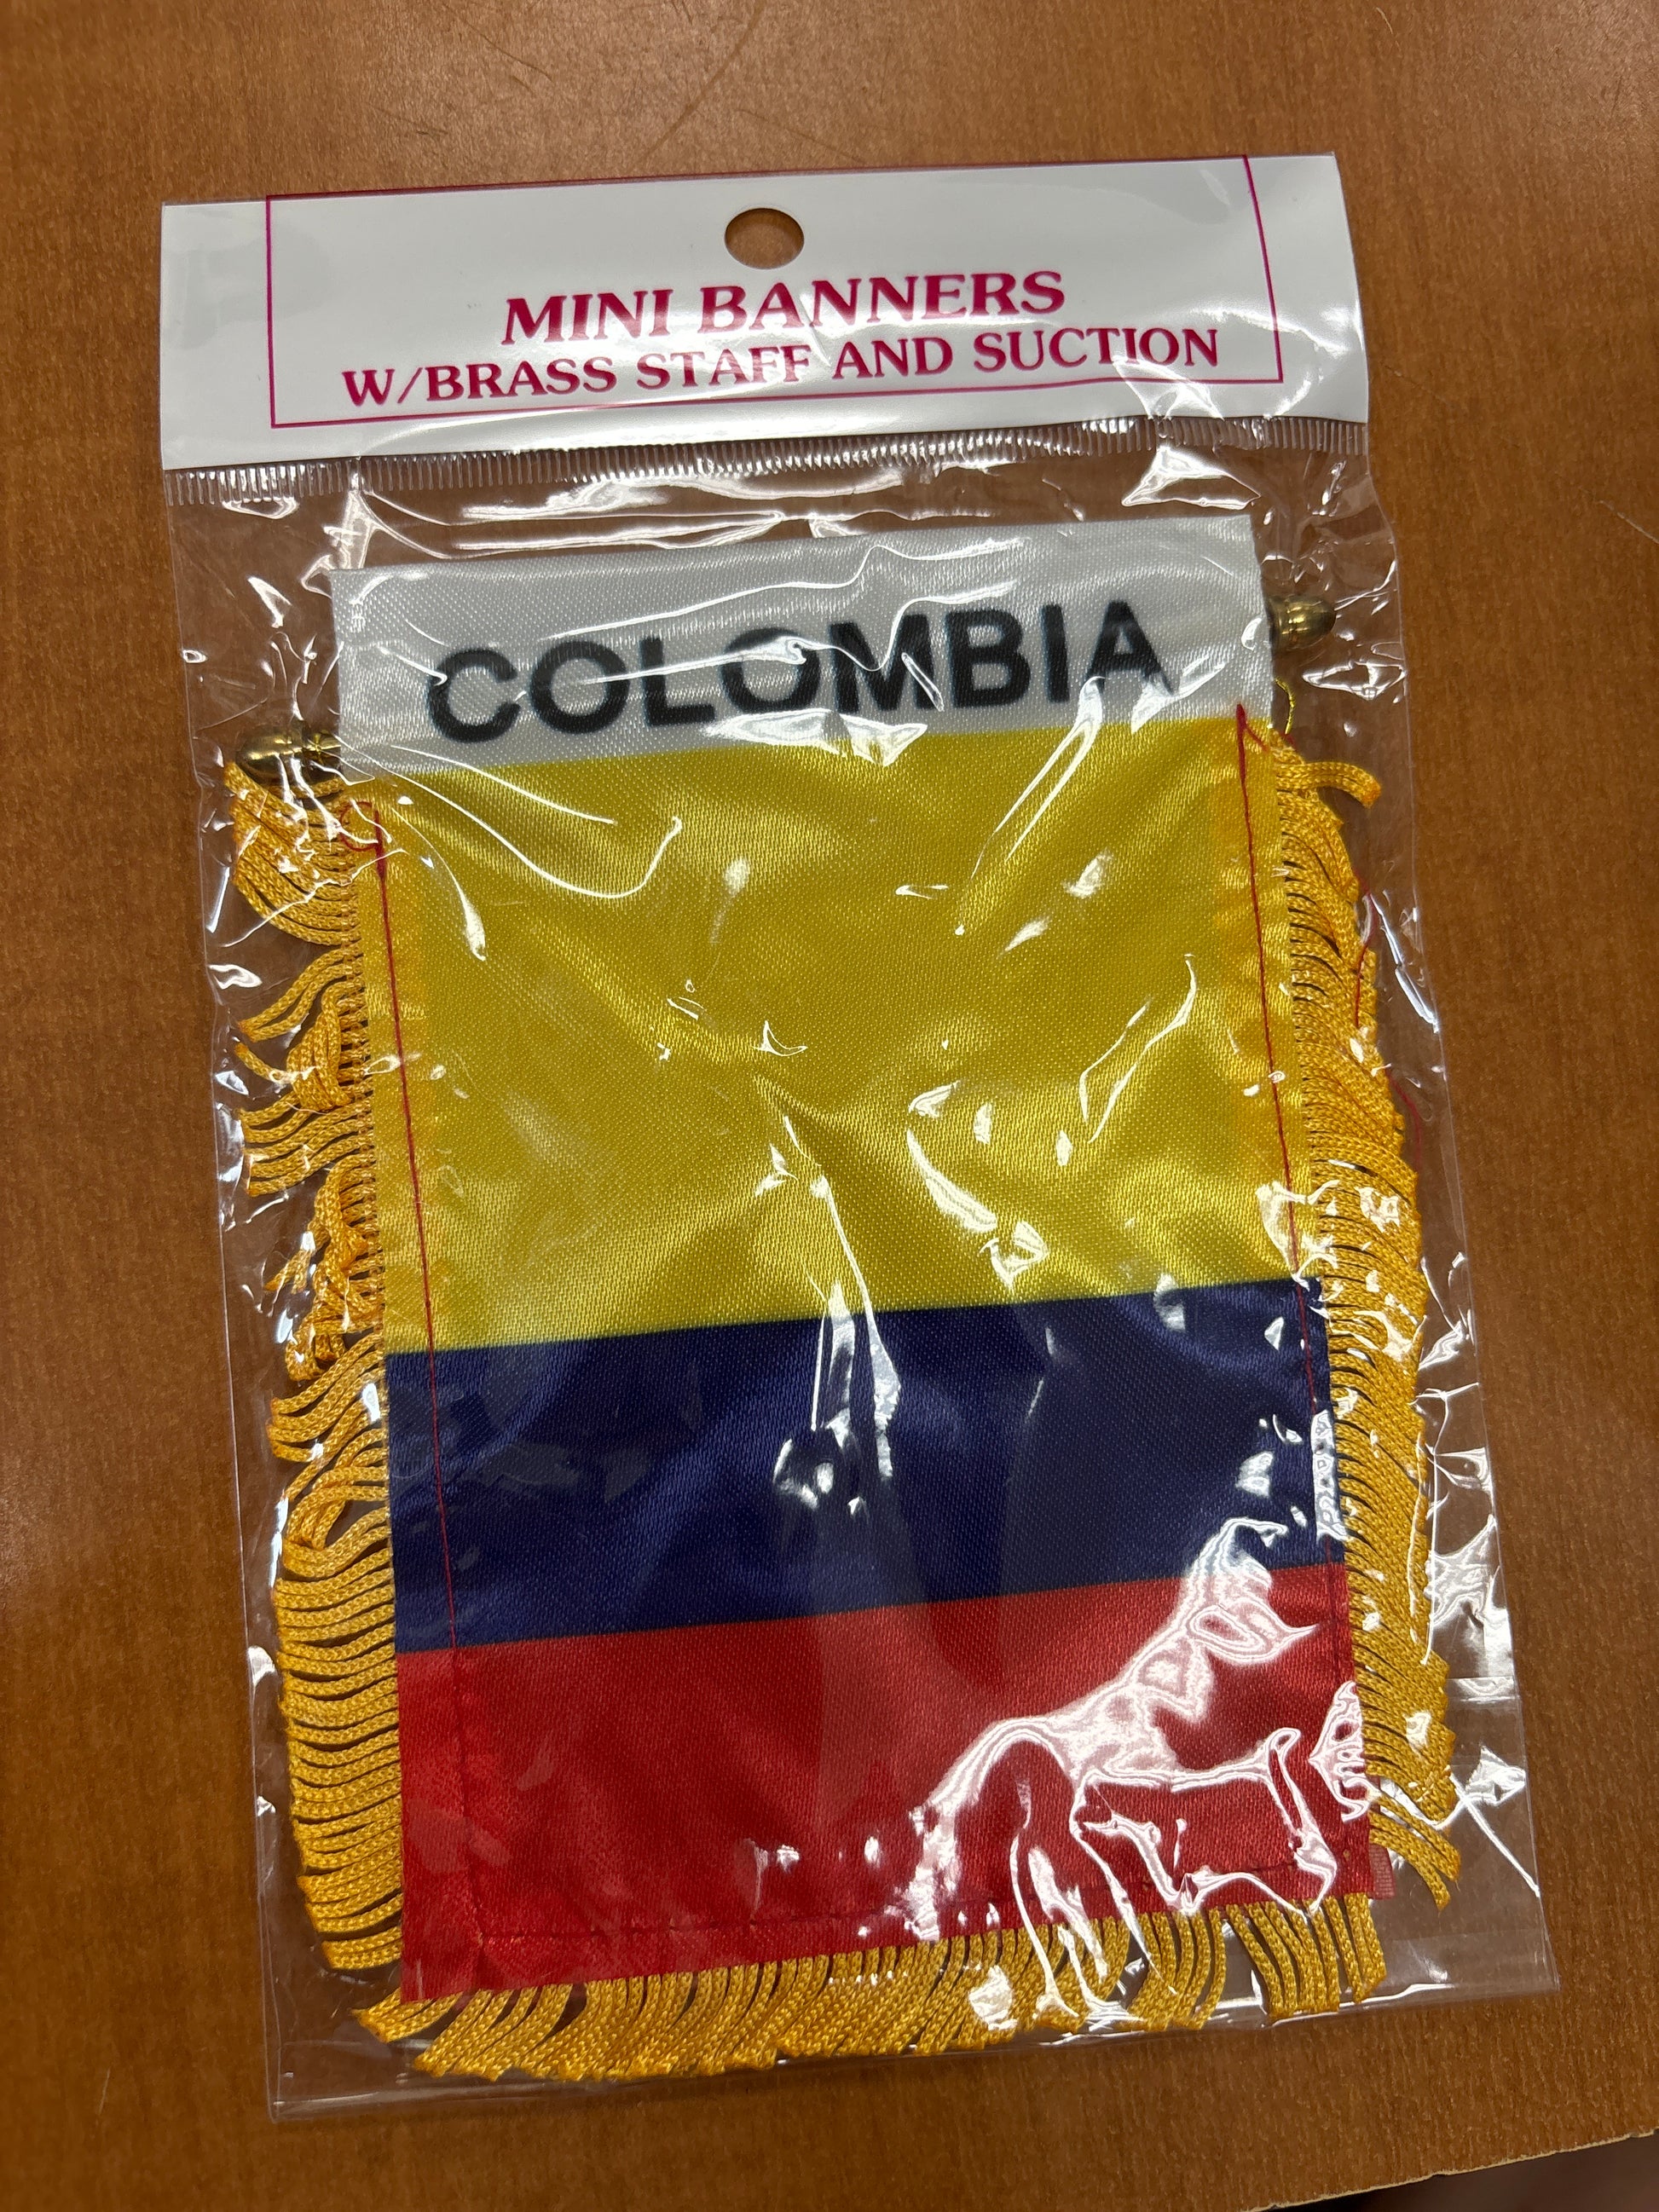 MINI BANNERS
W/BRASS STAFF AND SUCTION
COLOMBIA